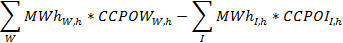 ∑_W MWh_{W,h} * CCPOW_{W,h} − ∑_I MWh_{I,h} * CCPOI_{I,h}